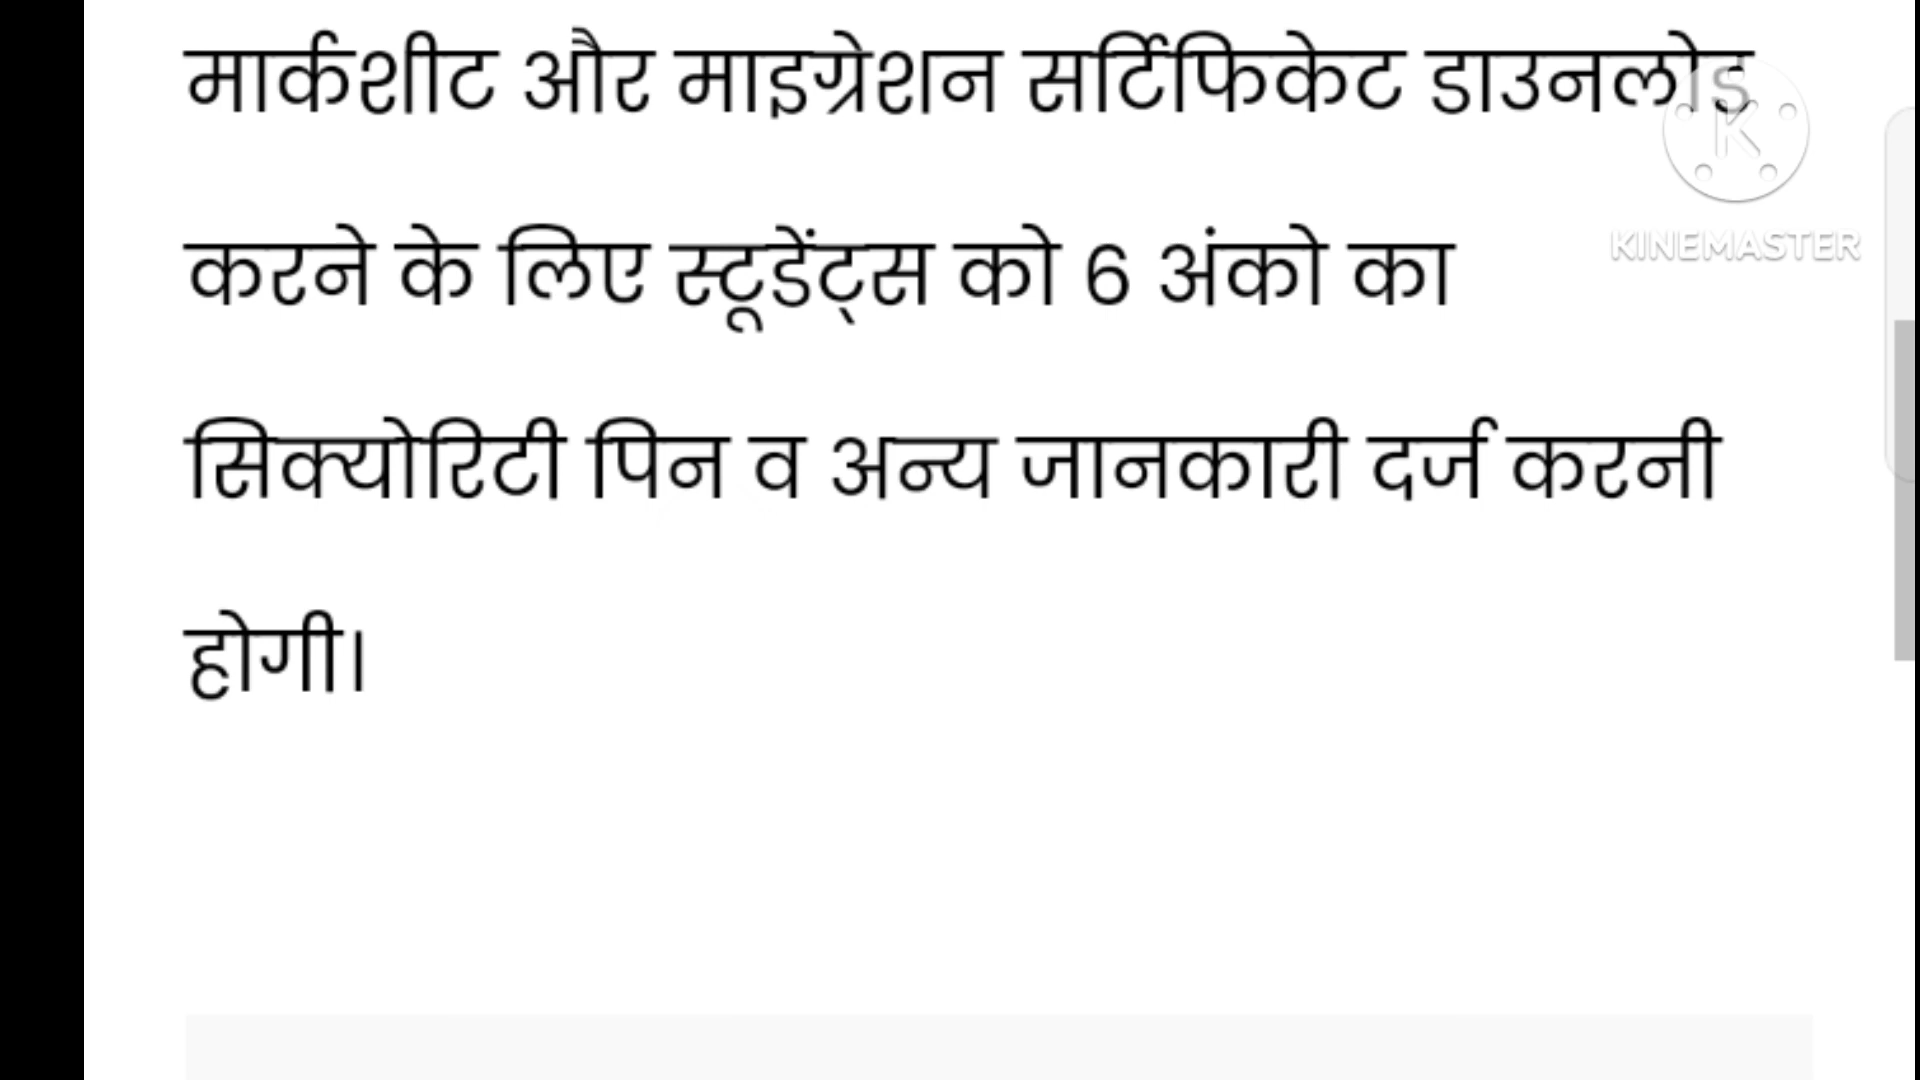 मार्कशीट और माइग्रेशन सर्टिफिकेट डाउनलोड
करने के लिए स्टूडेंट्स को 6 अंको का
सिक्योरिटी पिन व अन्य जानकारी दर्ज करनी
होगी।
K
KINEMASTER